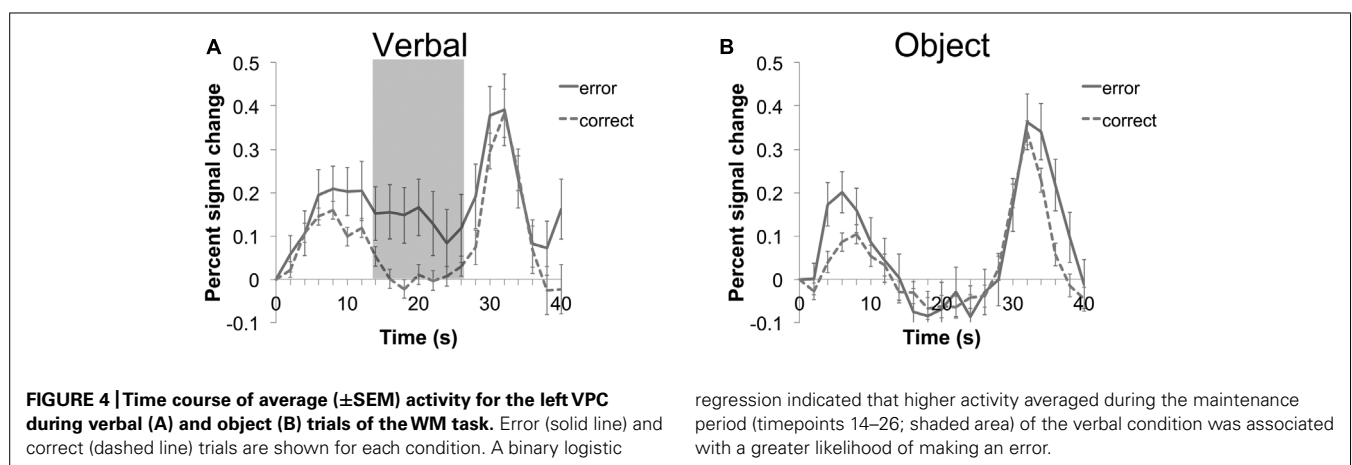 A
Verbal
0.5
0.4
0.3
0.2
0.1
0
-0.1
Percent signal change
0 10 20 30 40
Time (s)
error
correct
B
Object
0.5
0.4
0.3
0.2
0.1
0
-0.1
Percent signal change
0 10 20 30 40
Time (s)
error
correct
FIGURE 4 | Time course of average (±SEM) activity for the left VPC
during verbal (A) and object (B) trials of the WM task. Error (solid line) and
correct (dashed line) trials are shown for each condition. A binary logistic
regression indicated that higher activity averaged during the maintenance
period (timepoints 14–26; shaded area) of the verbal condition was associated
with a greater likelihood of making an error.